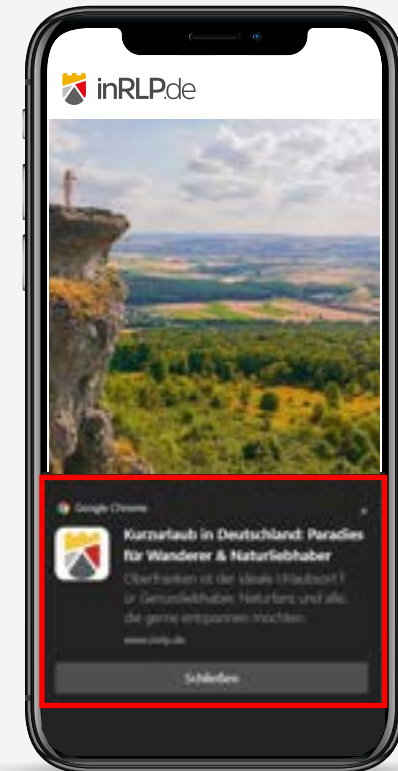 inRLP.de
Google Chrome
Kurzurlaub in Deutschland: Paradies
für Wanderer & Naturliebhaber
Oberfranken ist der ideale Urlaubsort f
ür Genussliebhaber, Naturfans und alle,
die gerne entspannen möchten.
www.inrlp.de
Schließen